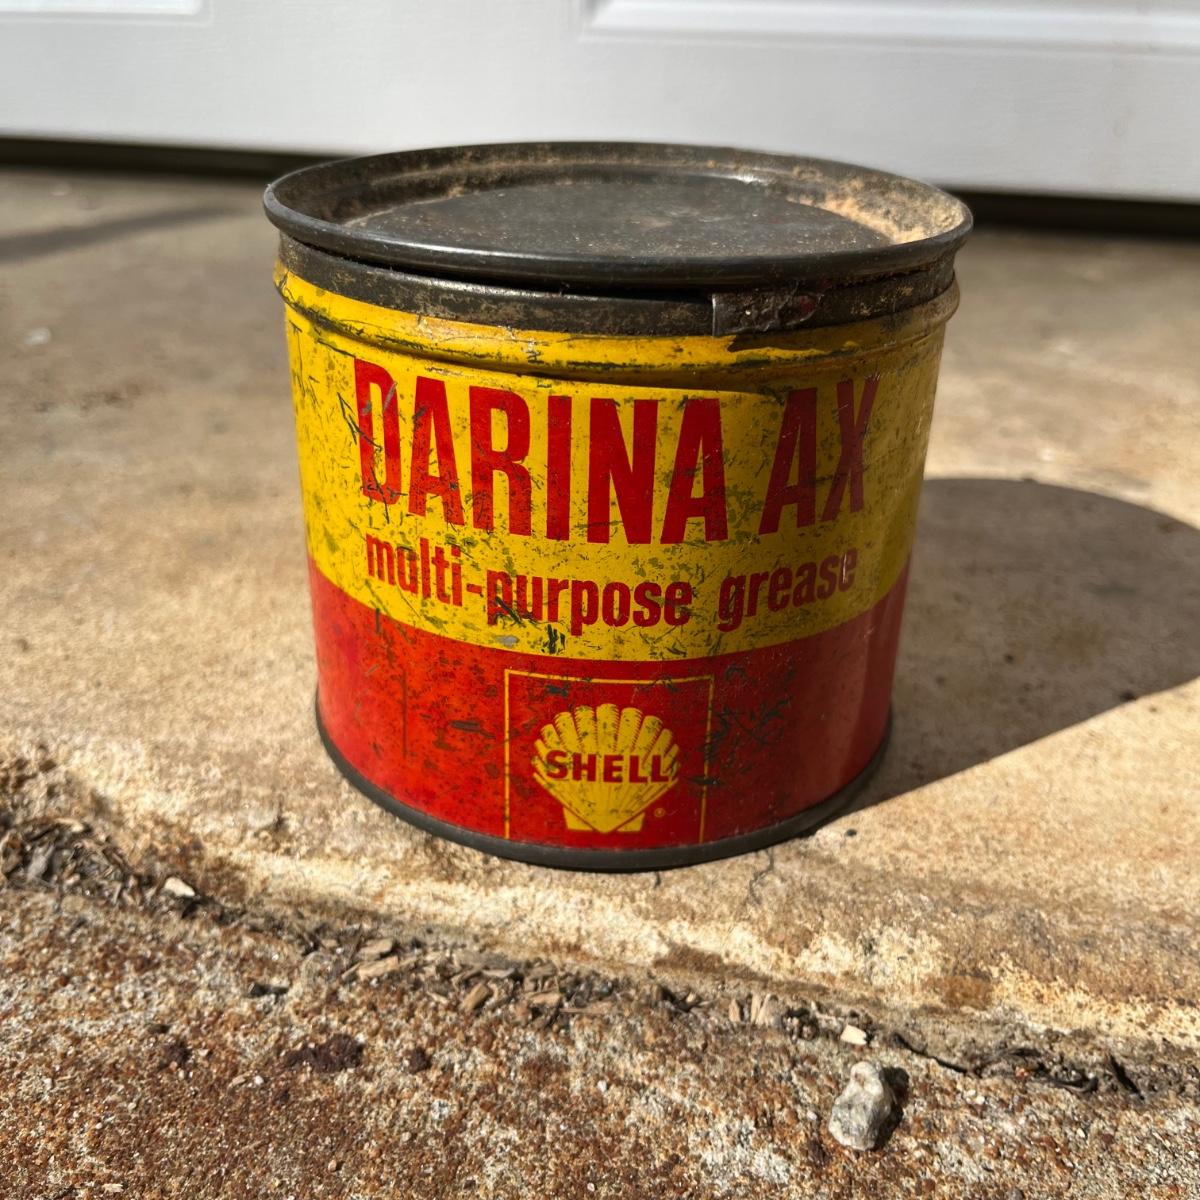 DARINA AX
multi-purpose grease
SHELL
®